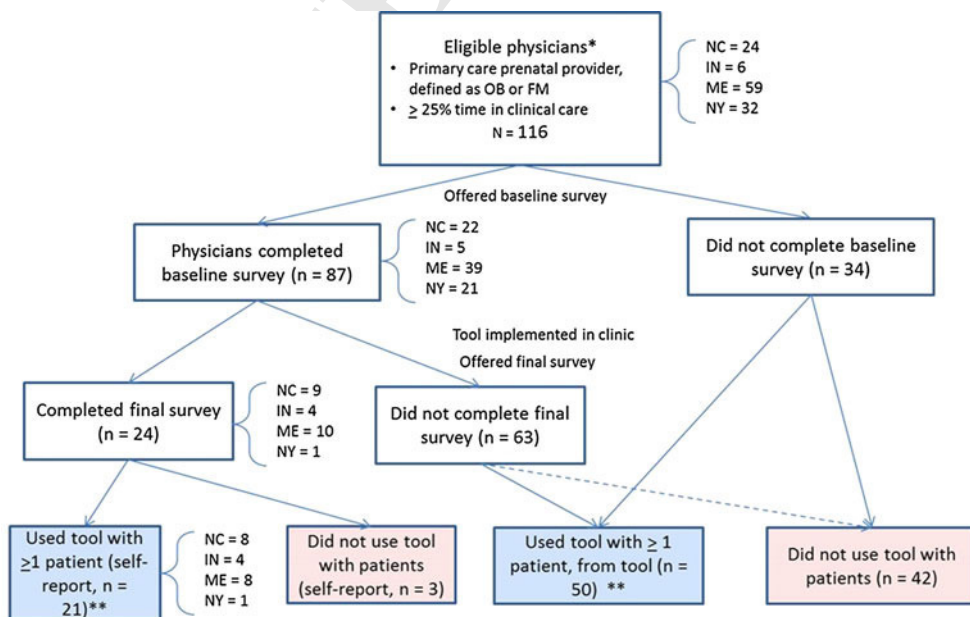 Eligible physicians*
• Primary care prenatal provider,
defined as OB or FM
• ≥ 25% time in clinical care
N = 116
NC = 24
IN = 6
ME = 59
NY = 32
Offered baseline survey
Physicians completed
baseline survey (n = 87)
NC = 22
IN = 5
ME = 39
NY = 21
Did not complete baseline
survey (n = 34)
Tool implemented in clinic
Offered final survey
Completed final survey
(n = 24)
NC = 9
IN = 4
ME = 10
NY = 1
Did not complete final
survey (n = 63)
Used tool with
≥1 patient (self-
report, n =
21)**
NC = 8
IN = 4
ME = 8
NY = 1
Did not use tool
with patients
(self-report, n = 3)
Used tool with ≥ 1
patient, from tool (n =
50) **
Did not use tool with
patients (n = 42)